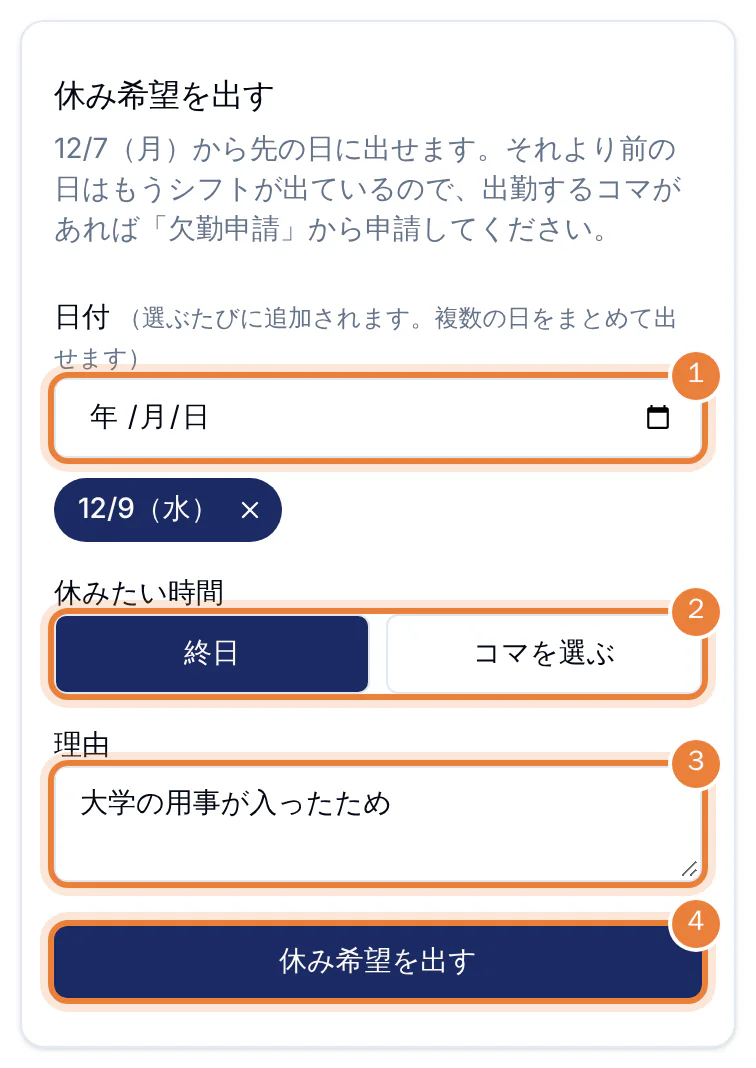 休み希望を出す
12/7（月）から先の日に出せます。それより前の
日はもうシフトが出ているので、出勤するコマが
あれば「欠勤申請」から申請してください。
日付 （選ぶたびに追加されます。複数の日をまとめて出
せます）
1
年 /月/日
12/9（水） ×
休みたい時間
2
終日 コマを選ぶ
理由
3
大学の用事が入ったため
4
休み希望を出す